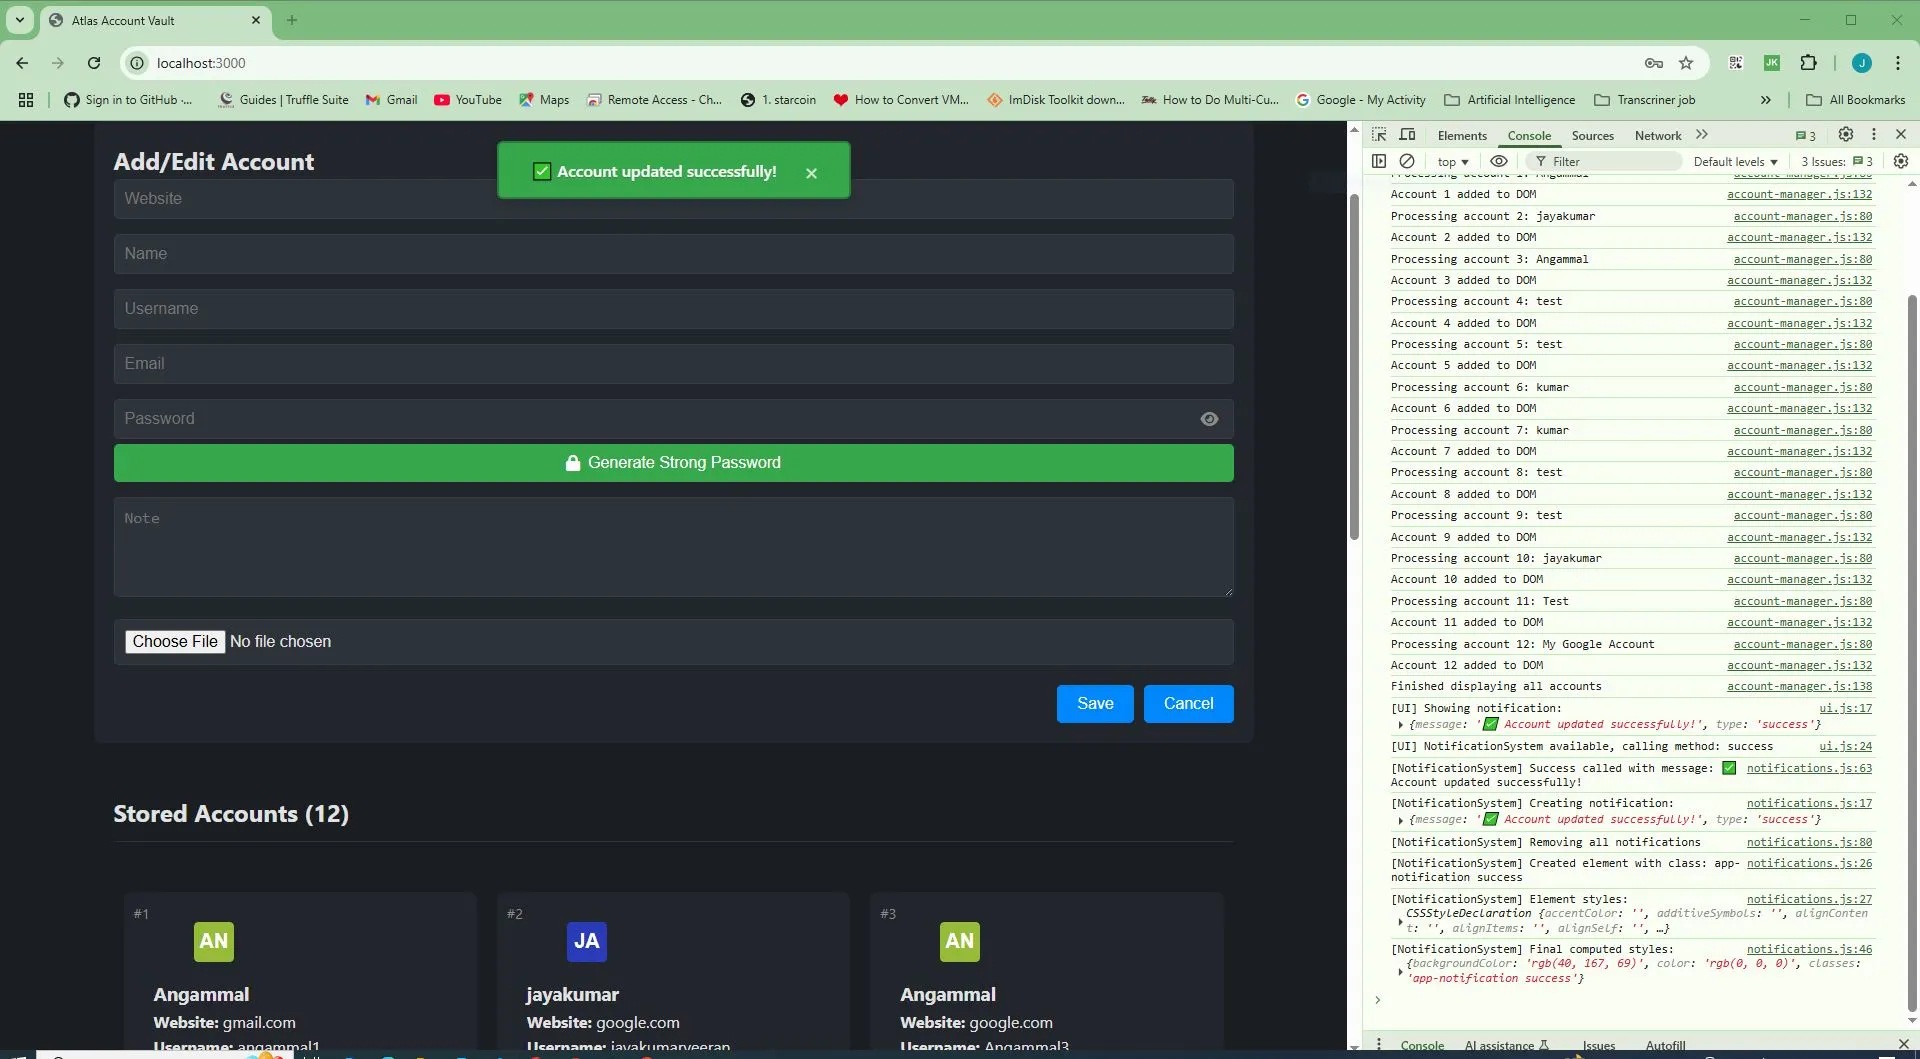 Atlas Account Vault
localhost:3000
JK
J
Sign in to GitHub ·...
Guides | Truffle Suite
Gmail
YouTube
Maps
Remote Access - Ch...
1. starcoin
How to Convert VM...
ImDisk Toolkit down...
How to Do Multi-Cu...
Google - My Activity
Artificial Intelligence
Transcriner job
All Bookmarks
Add/Edit Account
✅ Account updated successfully! ×
Website
Name
Username
Email
Password
Generate Strong Password
Note
Choose File No file chosen
Save Cancel
Stored Accounts (12)
#1
AN
Angammal
Website: gmail.com
Username: angammal1
#2
JA
jayakumar
Website: google.com
Username: jayakumarveeran
#3
AN
Angammal
Website: google.com
Username: Angammal3
Elements Console Sources Network 3
top Filter Default levels 3 Issues: 3
Processing account 1: Angammal account-manager.js:80
Account 1 added to DOM account-manager.js:132
Processing account 2: jayakumar account-manager.js:80
Account 2 added to DOM account-manager.js:132
Processing account 3: Angammal account-manager.js:80
Account 3 added to DOM account-manager.js:132
Processing account 4: test account-manager.js:80
Account 4 added to DOM account-manager.js:132
Processing account 5: test account-manager.js:80
Account 5 added to DOM account-manager.js:132
Processing account 6: kumar account-manager.js:80
Account 6 added to DOM account-manager.js:132
Processing account 7: kumar account-manager.js:80
Account 7 added to DOM account-manager.js:132
Processing account 8: test account-manager.js:80
Account 8 added to DOM account-manager.js:132
Processing account 9: test account-manager.js:80
Account 9 added to DOM account-manager.js:132
Processing account 10: jayakumar account-manager.js:80
Account 10 added to DOM account-manager.js:132
Processing account 11: Test account-manager.js:80
Account 11 added to DOM account-manager.js:132
Processing account 12: My Google Account account-manager.js:80
Account 12 added to DOM account-manager.js:132
Finished displaying all accounts account-manager.js:138
[UI] Showing notification: ui.js:17
{message: '✅ Account updated successfully!', type: 'success'}
[UI] NotificationSystem available, calling method: success ui.js:24
[NotificationSystem] Success called with message: ✅ notifications.js:63
Account updated successfully!
[NotificationSystem] Creating notification: notifications.js:17
{message: '✅ Account updated successfully!', type: 'success'}
[NotificationSystem] Removing all notifications notifications.js:80
[NotificationSystem] Created element with class: app- notifications.js:26
notification success
[NotificationSystem] Element styles: notifications.js:27
CSSStyleDeclaration {accentColor: '', additiveSymbols: '', alignConten
t: '', alignItems: '', alignSelf: '', …}
[NotificationSystem] Final computed styles: notifications.js:46
{backgroundColor: 'rgb(40, 167, 69)', color: 'rgb(0, 0, 0)', classes:
'app-notification success'}
Console AI assistance Issues Autofill